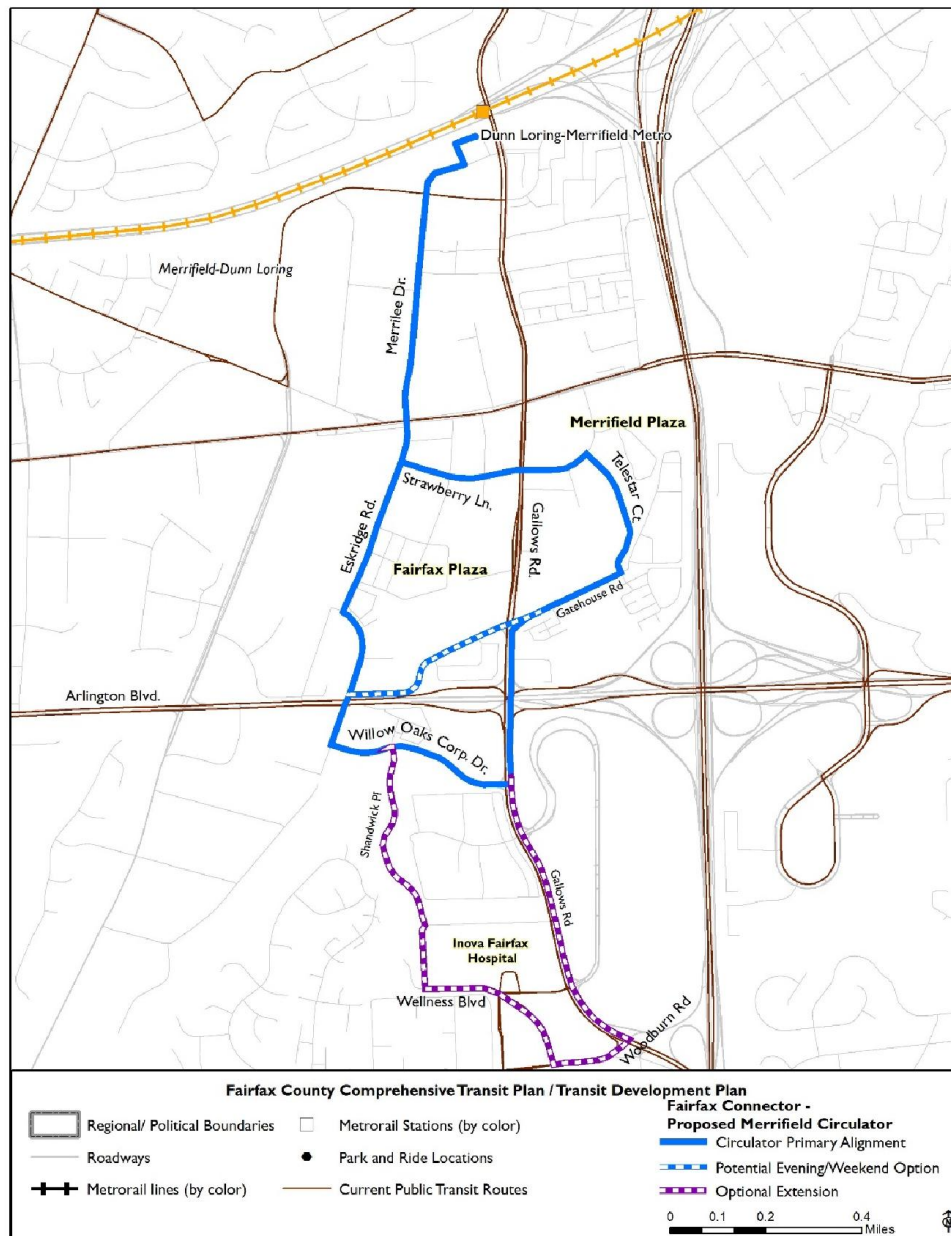 Dunn Loring-Merrifield Metro
Merrifield-Dunn Loring
Merrilee Dr.
Merrifield Plaza
Strawberry Ln.
Telestar Ct.
Eskridge Rd.
Gallows Rd.
Fairfax Plaza
Gatehouse Rd
Arlington Blvd.
Willow Oaks Corp. Dr.
Shandwick Pl
Gallows Rd
Inova Fairfax
Hospital
Wellness Blvd
Woodburn Rd
Fairfax County Comprehensive Transit Plan / Transit Development Plan
Regional/ Political Boundaries
Roadways
Metrorail lines (by color)
Metrorail Stations (by color)
Park and Ride Locations
Current Public Transit Routes
Fairfax Connector -
Proposed Merrifield Circulator
Circulator Primary Alignment
Potential Evening/Weekend Option
Optional Extension
0 0.1 0.2 0.4
Miles